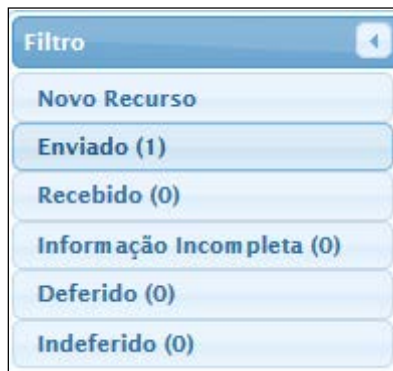 Filtro
Novo Recurso
Enviado (1)
Recebido (0)
Informação Incompleta (0)
Deferido (0)
Indeferido (0)